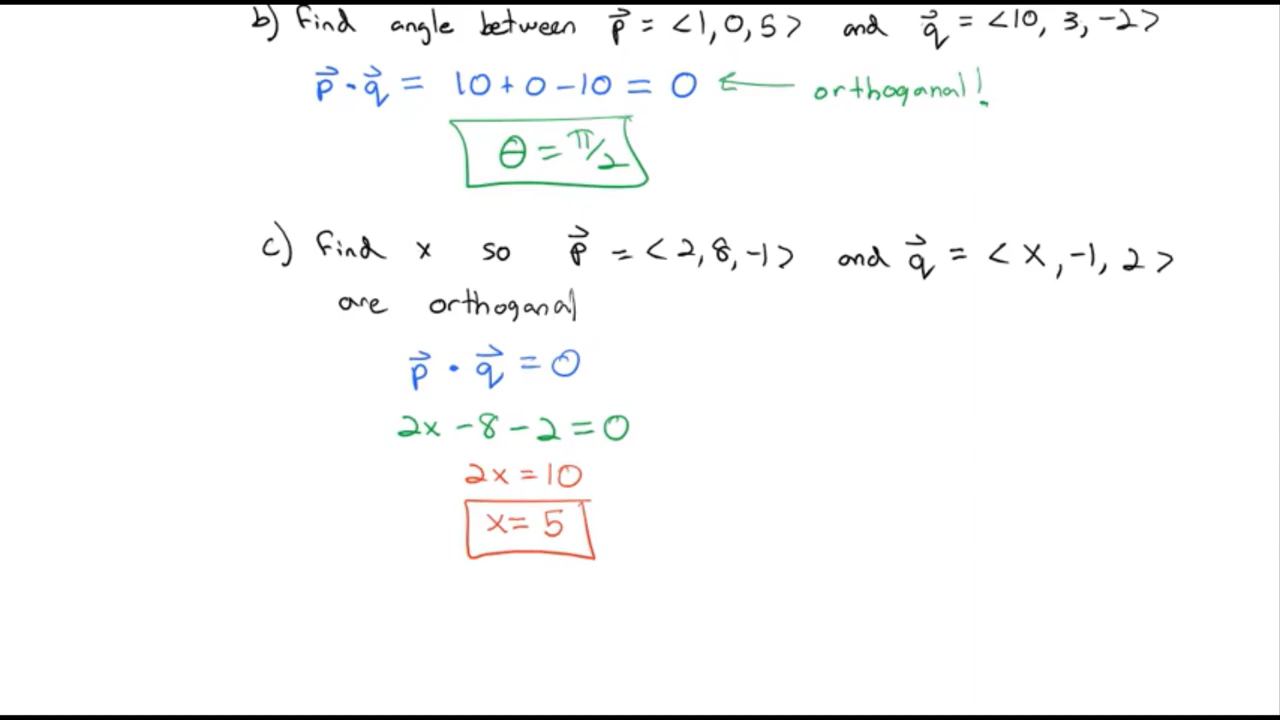 b) Find angle between p⃗ = <1, 0, 5> and q⃗ = <10, 3, -2>
p⃗ · q⃗ = 10 + 0 - 10 = 0 ← orthoganal!
θ = π/2
c) Find x so p⃗ = <2, 8, -1> and q⃗ = <x, -1, 2>
are orthoganal
p⃗ · q⃗ = 0
2x - 8 - 2 = 0
2x = 10
x = 5